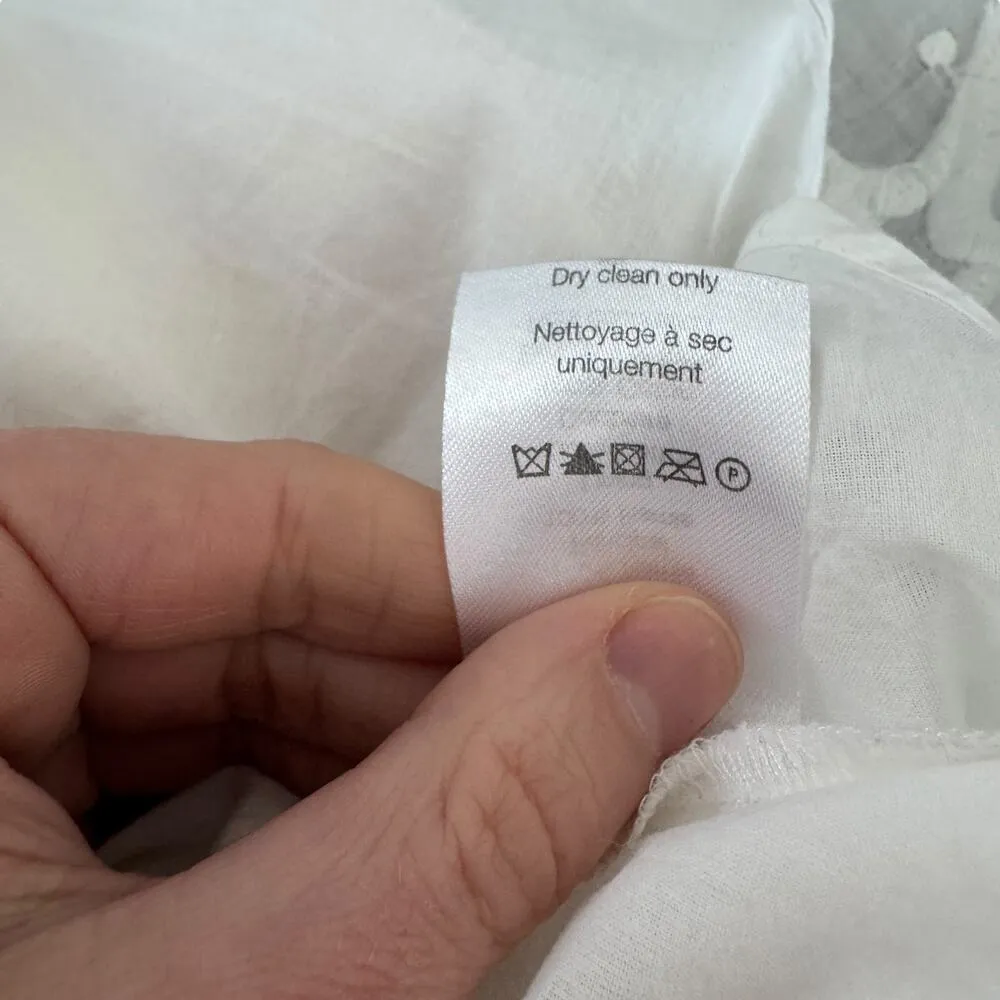 Dry clean only
Nettoyage à sec
uniquement
P